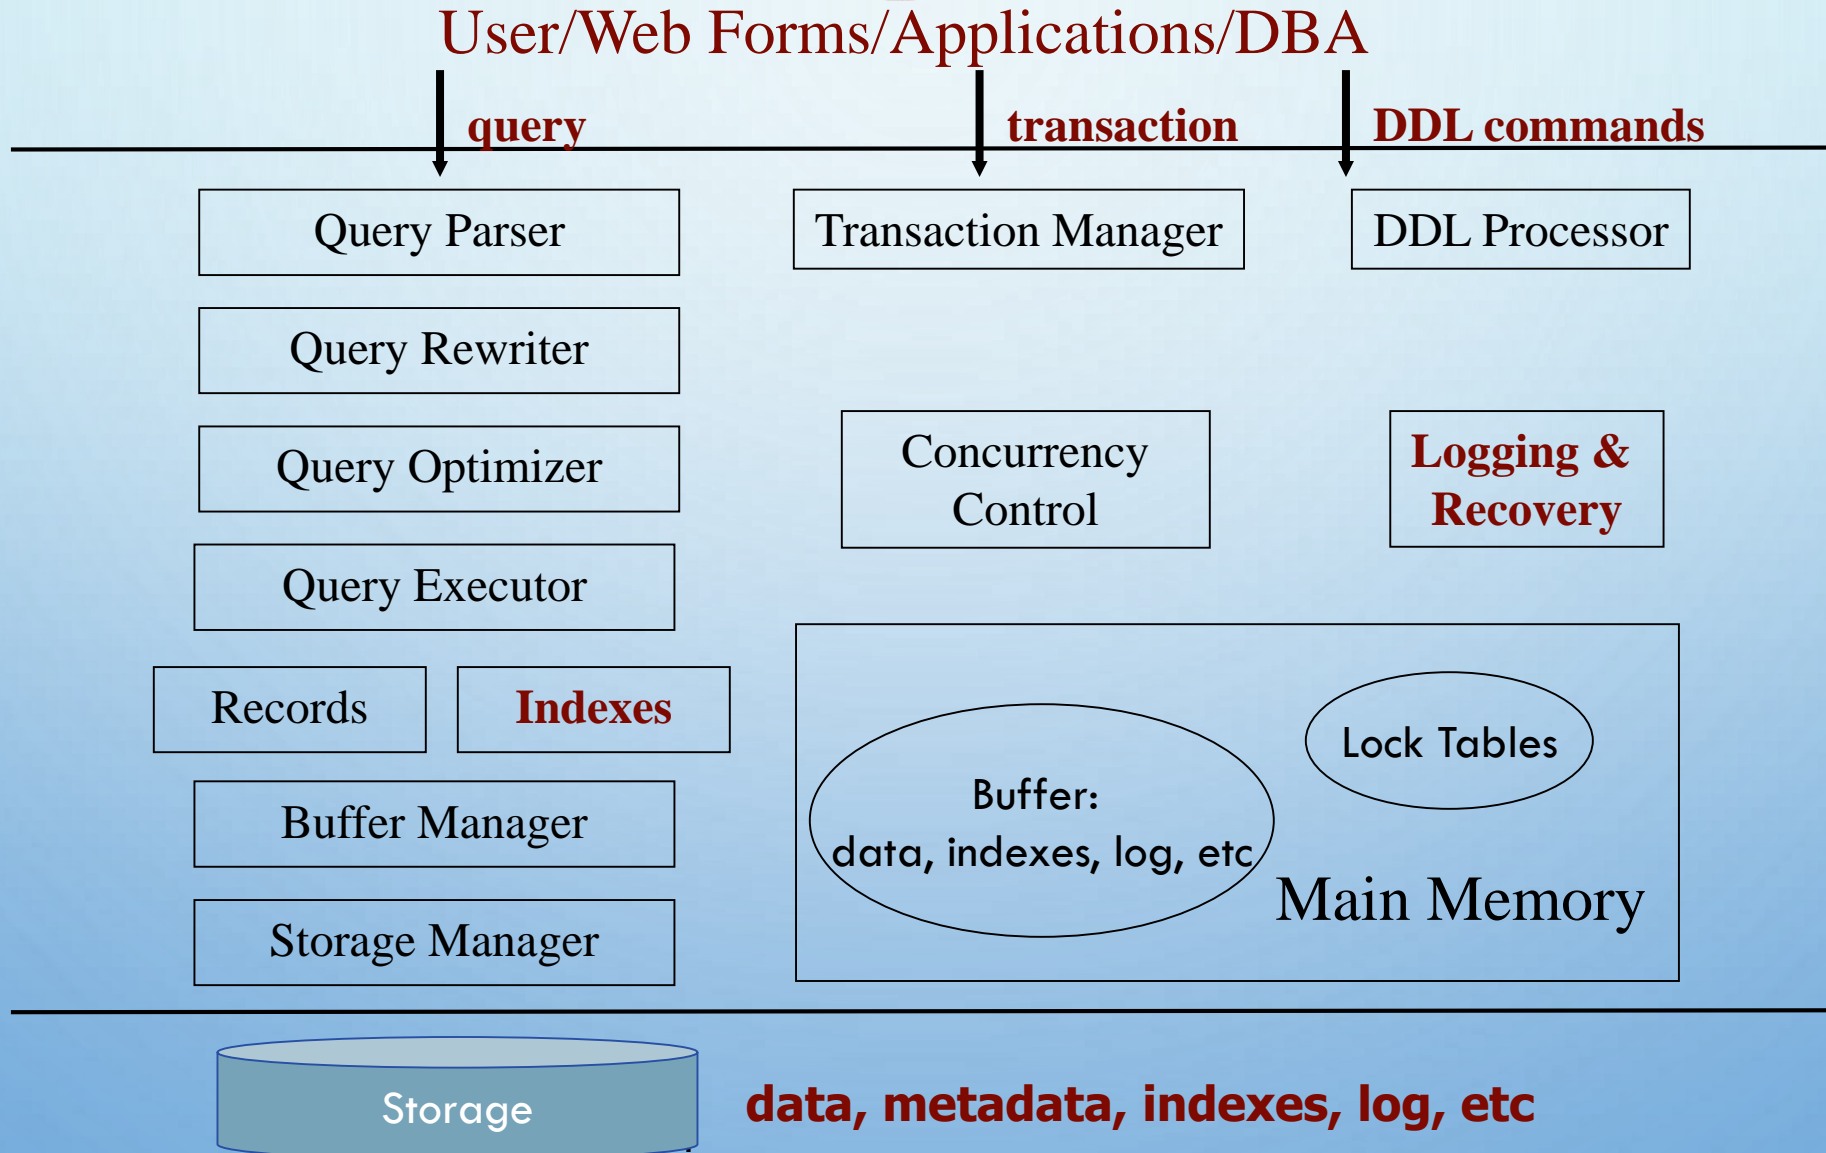 User/Web Forms/Applications/DBA
query
transaction
DDL commands
Query Parser
Transaction Manager
DDL Processor
Query Rewriter
Query Optimizer
Concurrency
Control
Logging &
Recovery
Query Executor
Records
Indexes
Lock Tables
Buffer:
data, indexes, log, etc
Buffer Manager
Main Memory
Storage Manager
Storage
data, metadata, indexes, log, etc